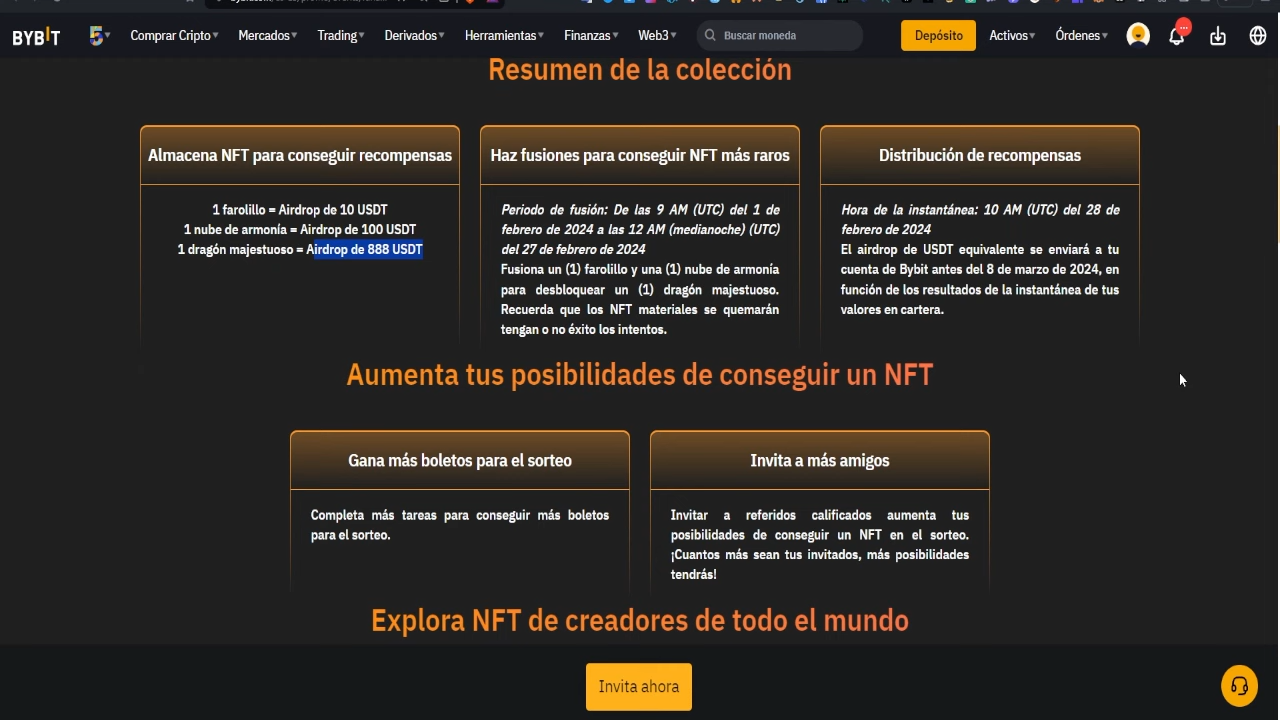 BYBIT
Comprar Cripto
Mercados
Trading
Derivados
Herramientas
Finanzas
Web3
Buscar moneda
Depósito
Activos
Órdenes
Resumen de la colección
Almacena NFT para conseguir recompensas
1 farolillo = Airdrop de 10 USDT
1 nube de armonía = Airdrop de 100 USDT
1 dragón majestuoso = Airdrop de 888 USDT
Haz fusiones para conseguir NFT más raros
Periodo de fusión: De las 9 AM (UTC) del 1 de
febrero de 2024 a las 12 AM (medianoche) (UTC)
del 27 de febrero de 2024
Fusiona un (1) farolillo y una (1) nube de armonía
para desbloquear un (1) dragón majestuoso.
Recuerda que los NFT materiales se quemarán
tengan o no éxito los intentos.
Distribución de recompensas
Hora de la instantánea: 10 AM (UTC) del 28 de
febrero de 2024
El airdrop de USDT equivalente se enviará a tu
cuenta de Bybit antes del 8 de marzo de 2024, en
función de los resultados de la instantánea de tus
valores en cartera.
Aumenta tus posibilidades de conseguir un NFT
Gana más boletos para el sorteo
Completa más tareas para conseguir más boletos
para el sorteo.
Invita a más amigos
Invitar a referidos calificados aumenta tus
posibilidades de conseguir un NFT en el sorteo.
¡Cuantos más sean tus invitados, más posibilidades
tendrás!
Explora NFT de creadores de todo el mundo
Invita ahora